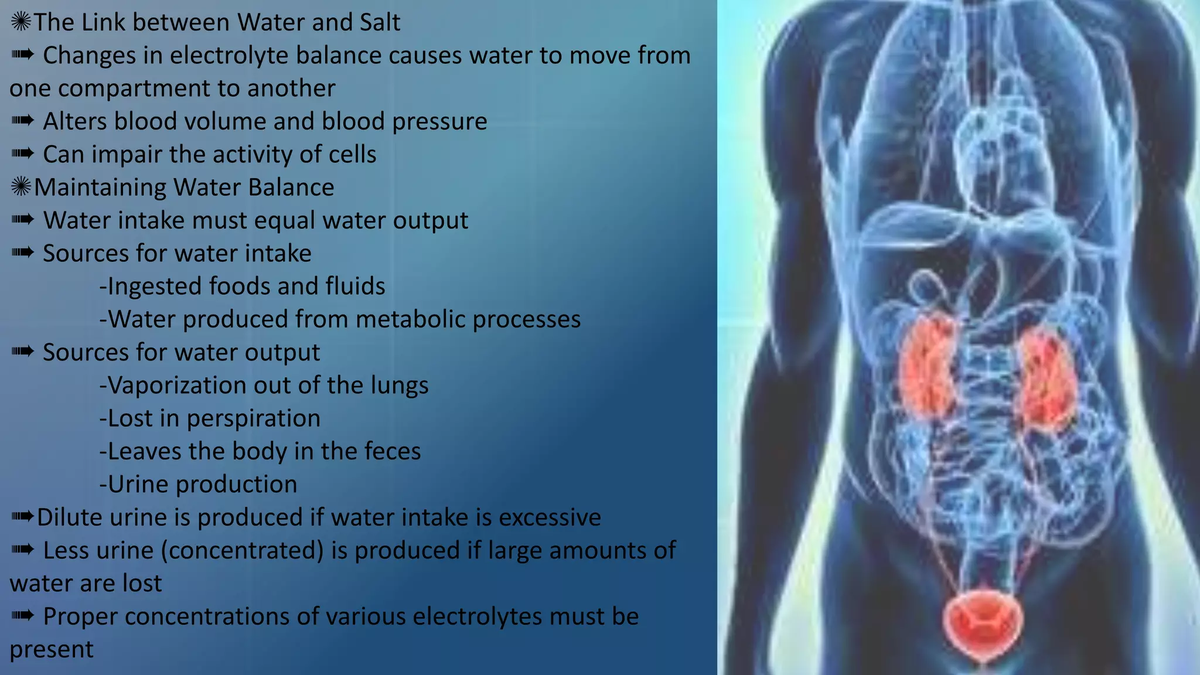 ✺The Link between Water and Salt
➠ Changes in electrolyte balance causes water to move from
one compartment to another
➠ Alters blood volume and blood pressure
➠ Can impair the activity of cells
✺Maintaining Water Balance
➠ Water intake must equal water output
➠ Sources for water intake
-Ingested foods and fluids
-Water produced from metabolic processes
➠ Sources for water output
-Vaporization out of the lungs
-Lost in perspiration
-Leaves the body in the feces
-Urine production
➠Dilute urine is produced if water intake is excessive
➠ Less urine (concentrated) is produced if large amounts of
water are lost
➠ Proper concentrations of various electrolytes must be
present